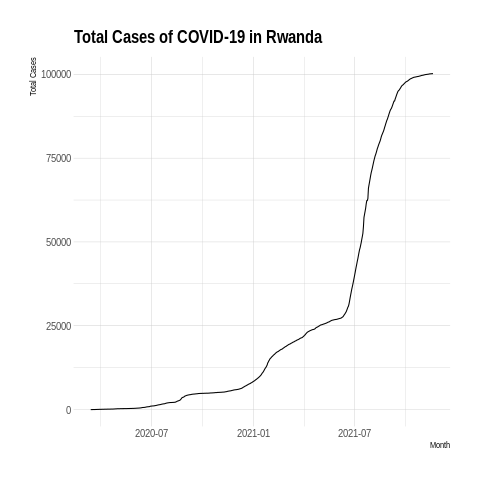 Total Cases of COVID-19 in Rwanda
Total Cases
100000
75000
50000
25000
0
2020-07 2021-01 2021-07
Month